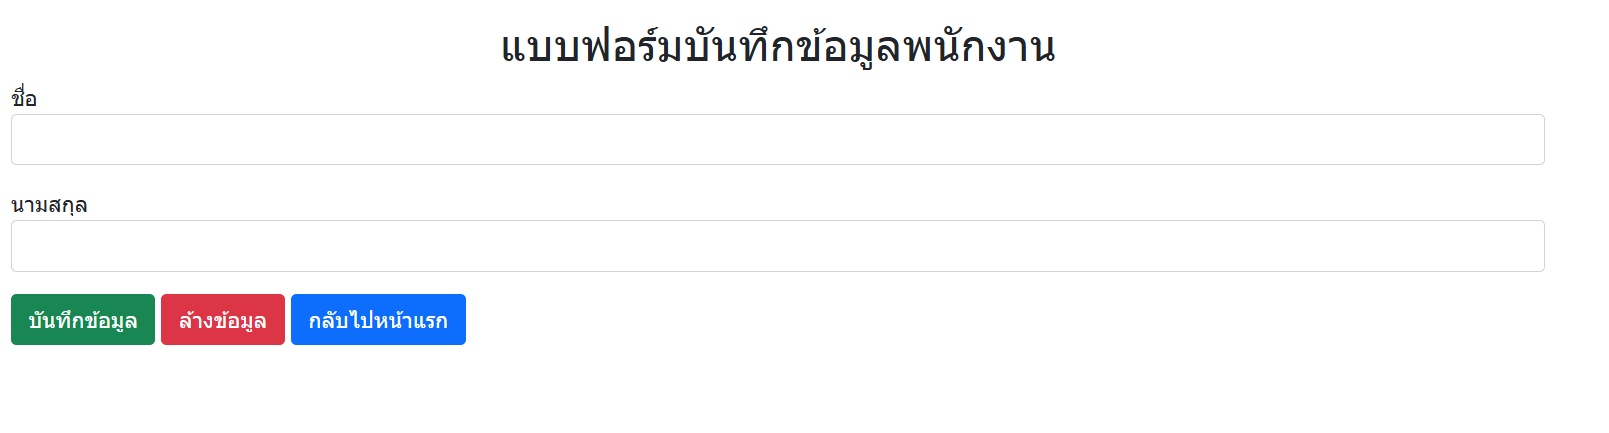 แบบฟอร์มบันทึกข้อมูลพนักงาน
ชื่อ
นามสกุล
บันทึกข้อมูล ล้างข้อมูล กลับไปหน้าแรก